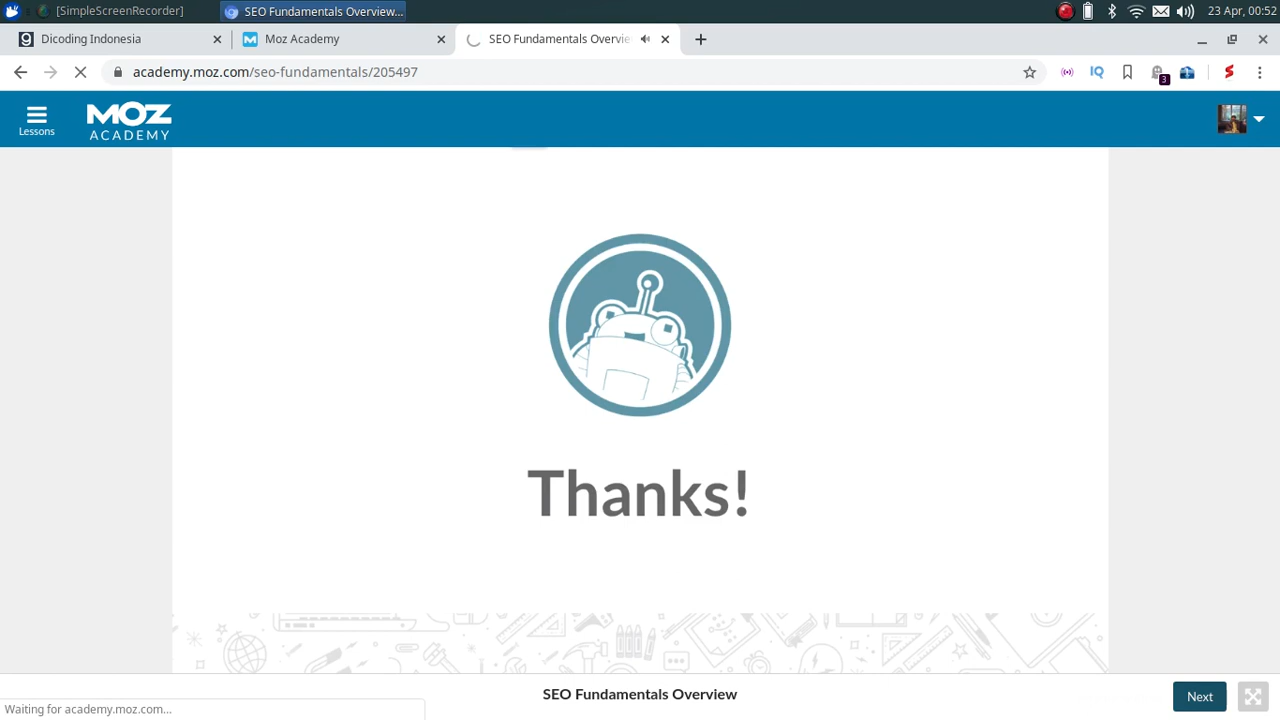 [SimpleScreenRecorder]
SEO Fundamentals Overview...
23 Apr, 00:52
Dicoding Indonesia
Moz Academy
SEO Fundamentals Overvie
academy.moz.com/seo-fundamentals/205497
IQ
3
Lessons
MOZ
ACADEMY
Thanks!
SEO Fundamentals Overview
Next
Waiting for academy.moz.com...